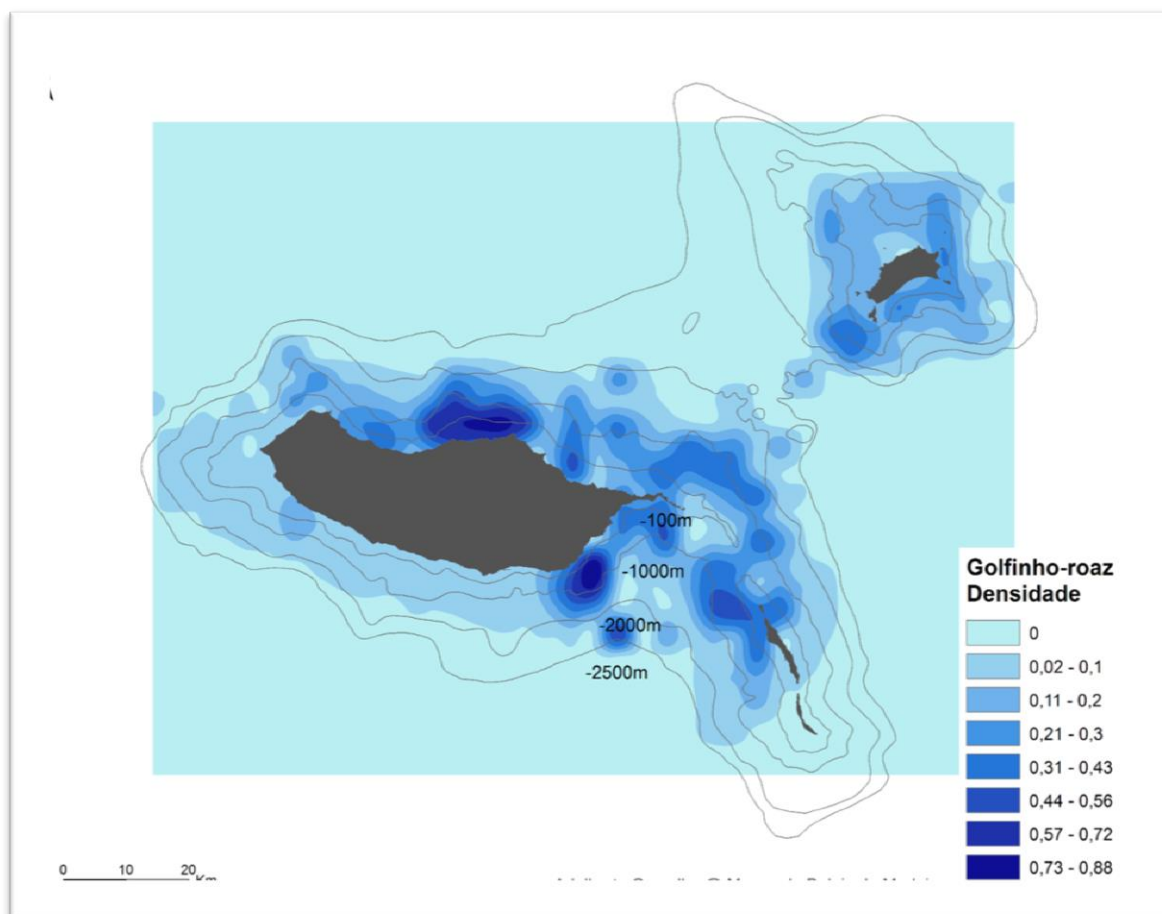 -100m
-1000m
-2000m
-2500m
Golfinho-roaz
Densidade
0
0,02 - 0,1
0,11 - 0,2
0,21 - 0,3
0,31 - 0,43
0,44 - 0,56
0,57 - 0,72
0,73 - 0,88
0 10 20
Km